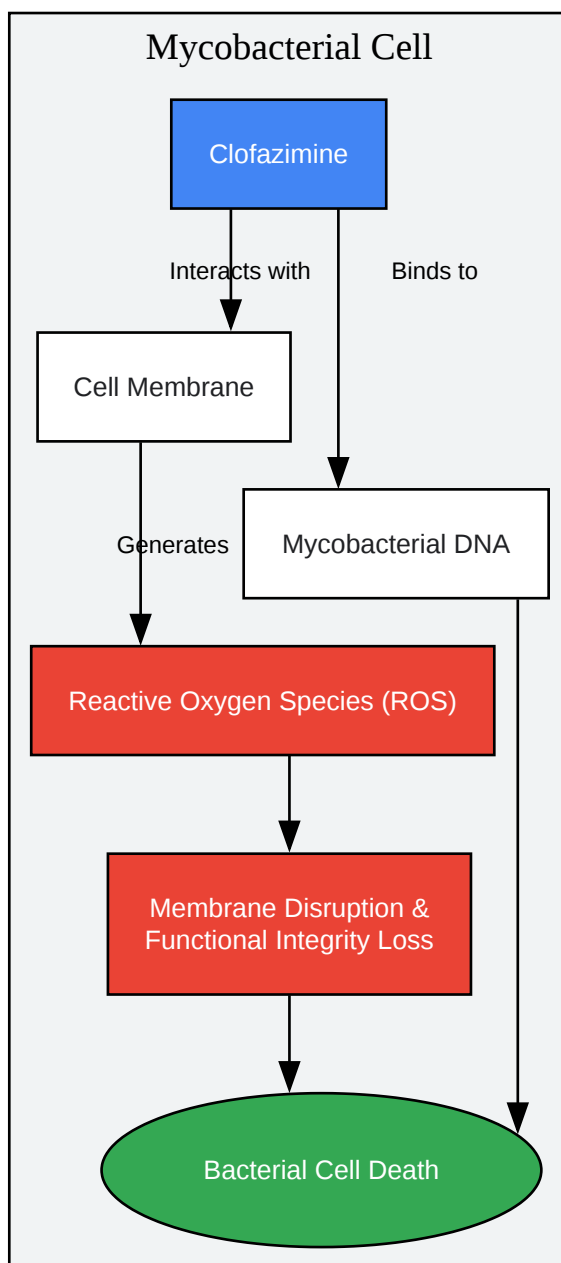 Mycobacterial Cell
Clofazimine
Interacts with
Binds to
Cell Membrane
Generates
Mycobacterial DNA
Reactive Oxygen Species (ROS)
Membrane Disruption &
Functional Integrity Loss
Bacterial Cell Death